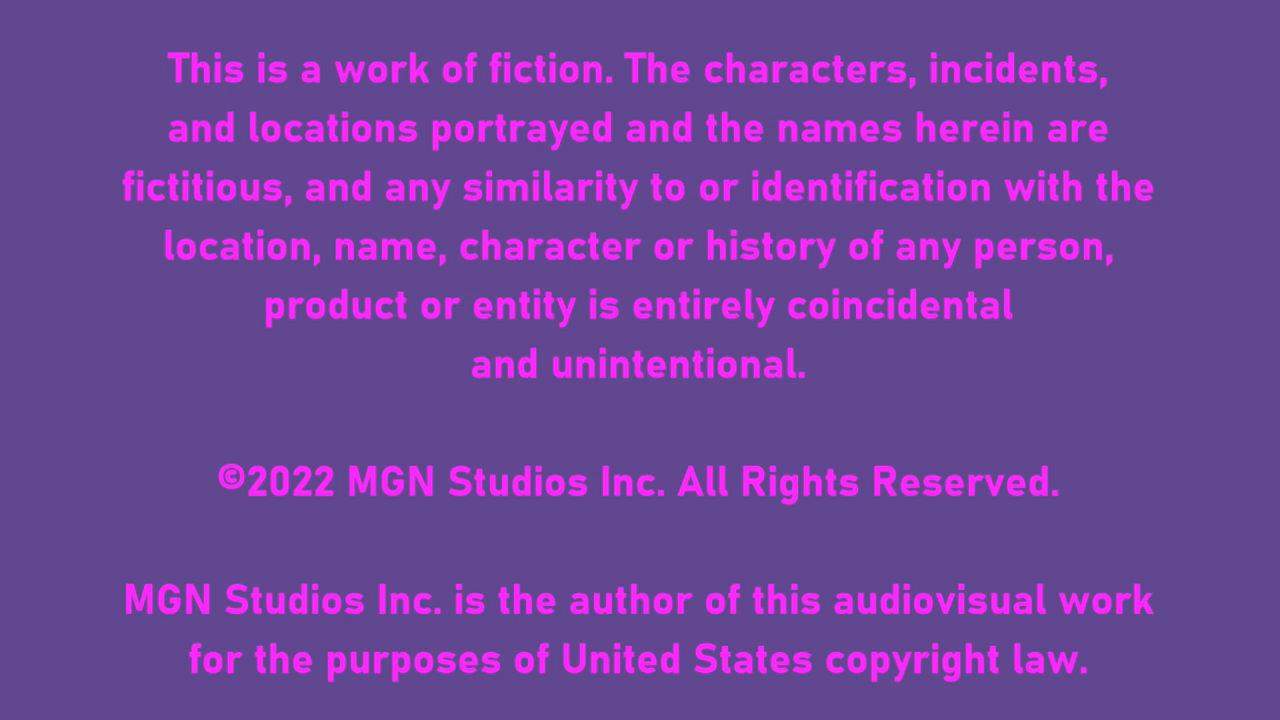 This is a work of fiction. The characters, incidents,
and locations portrayed and the names herein are
fictitious, and any similarity to or identification with the
location, name, character or history of any person,
product or entity is entirely coincidental
and unintentional.
©2022 MGN Studios Inc. All Rights Reserved.
MGN Studios Inc. is the author of this audiovisual work
for the purposes of United States copyright law.